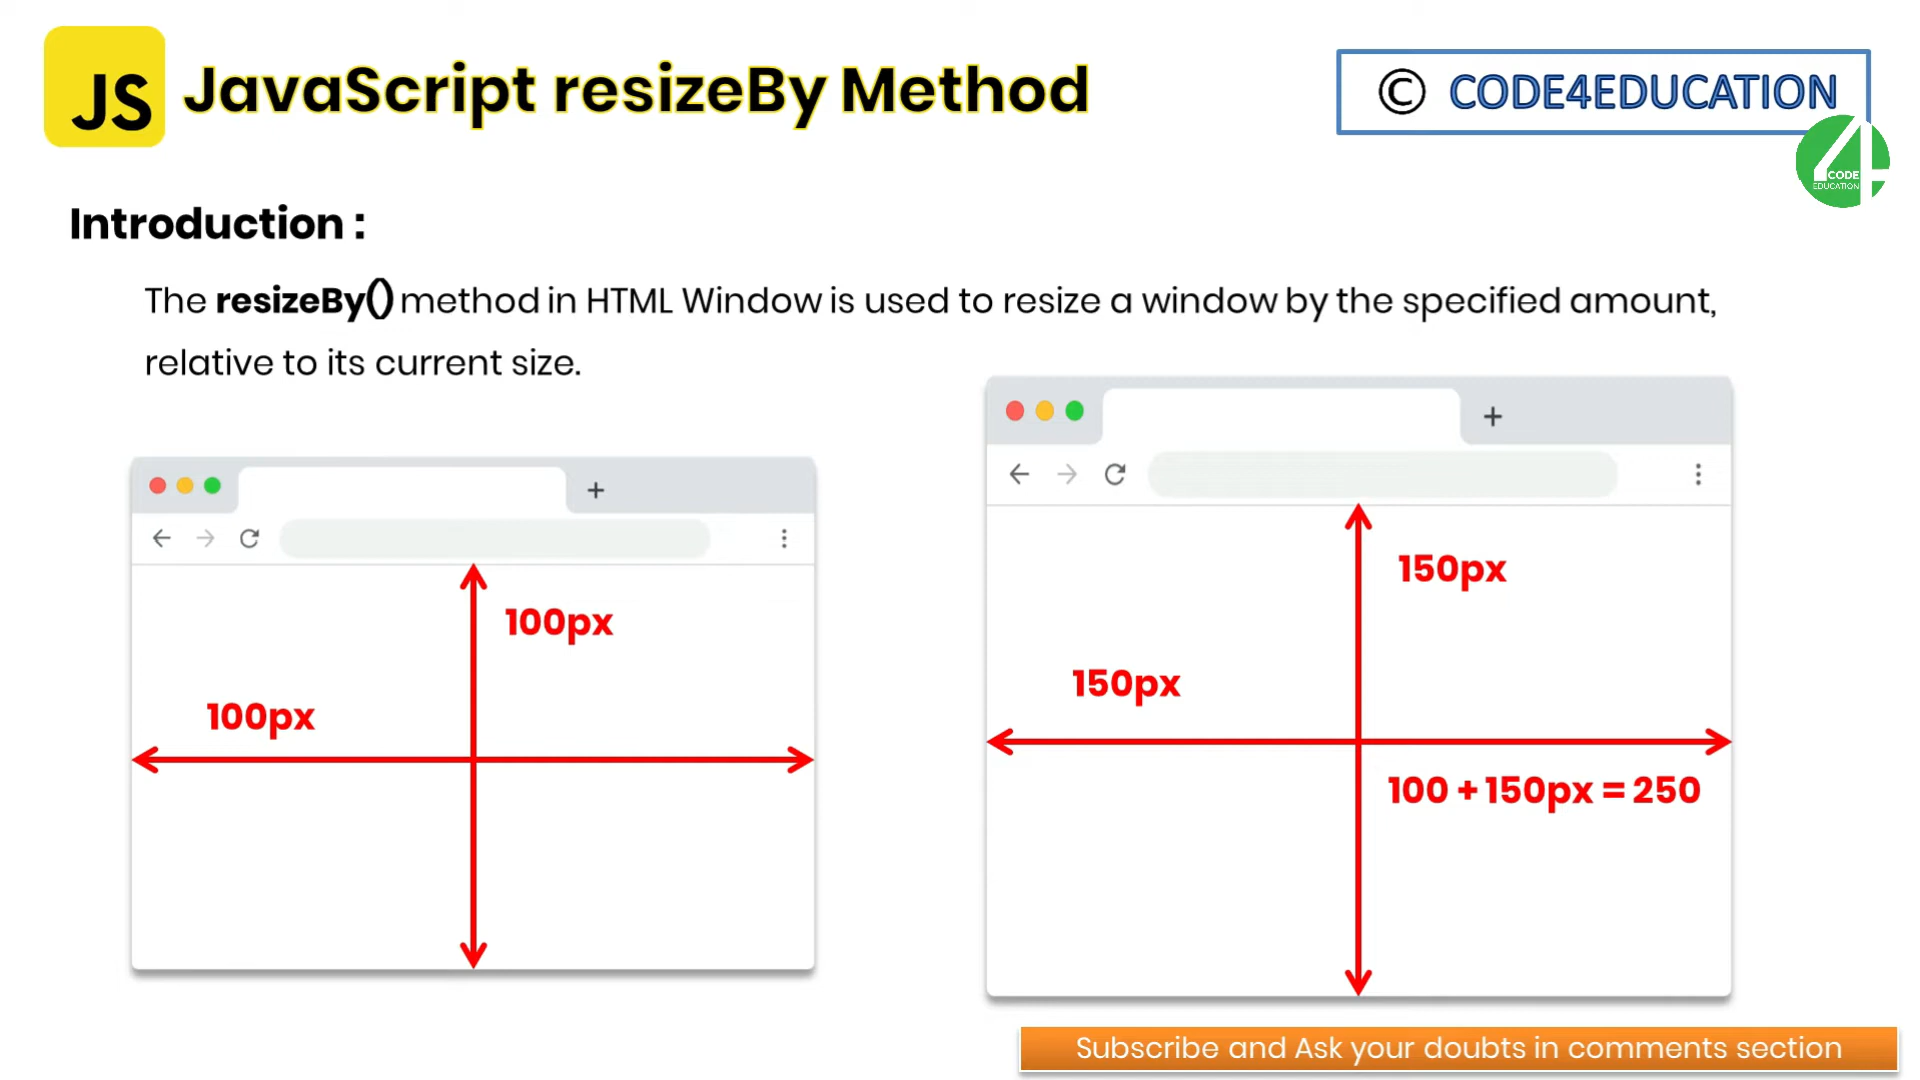 JS JavaScript resizeBy Method
© CODE4EDUCATION
4
CODE
EDUCATION
Introduction :
The resizeBy() method in HTML Window is used to resize a window by the specified amount,
relative to its current size.
100px
100px
150px
150px
100 + 150px = 250
Subscribe and Ask your doubts in comments section